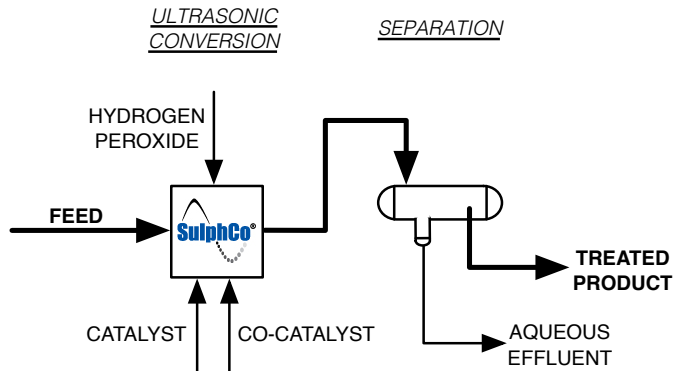 ULTRASONIC
CONVERSION
SEPARATION
HYDROGEN
PEROXIDE
FEED
SulphCo®
TREATED
PRODUCT
CATALYST
CO-CATALYST
AQUEOUS
EFFLUENT